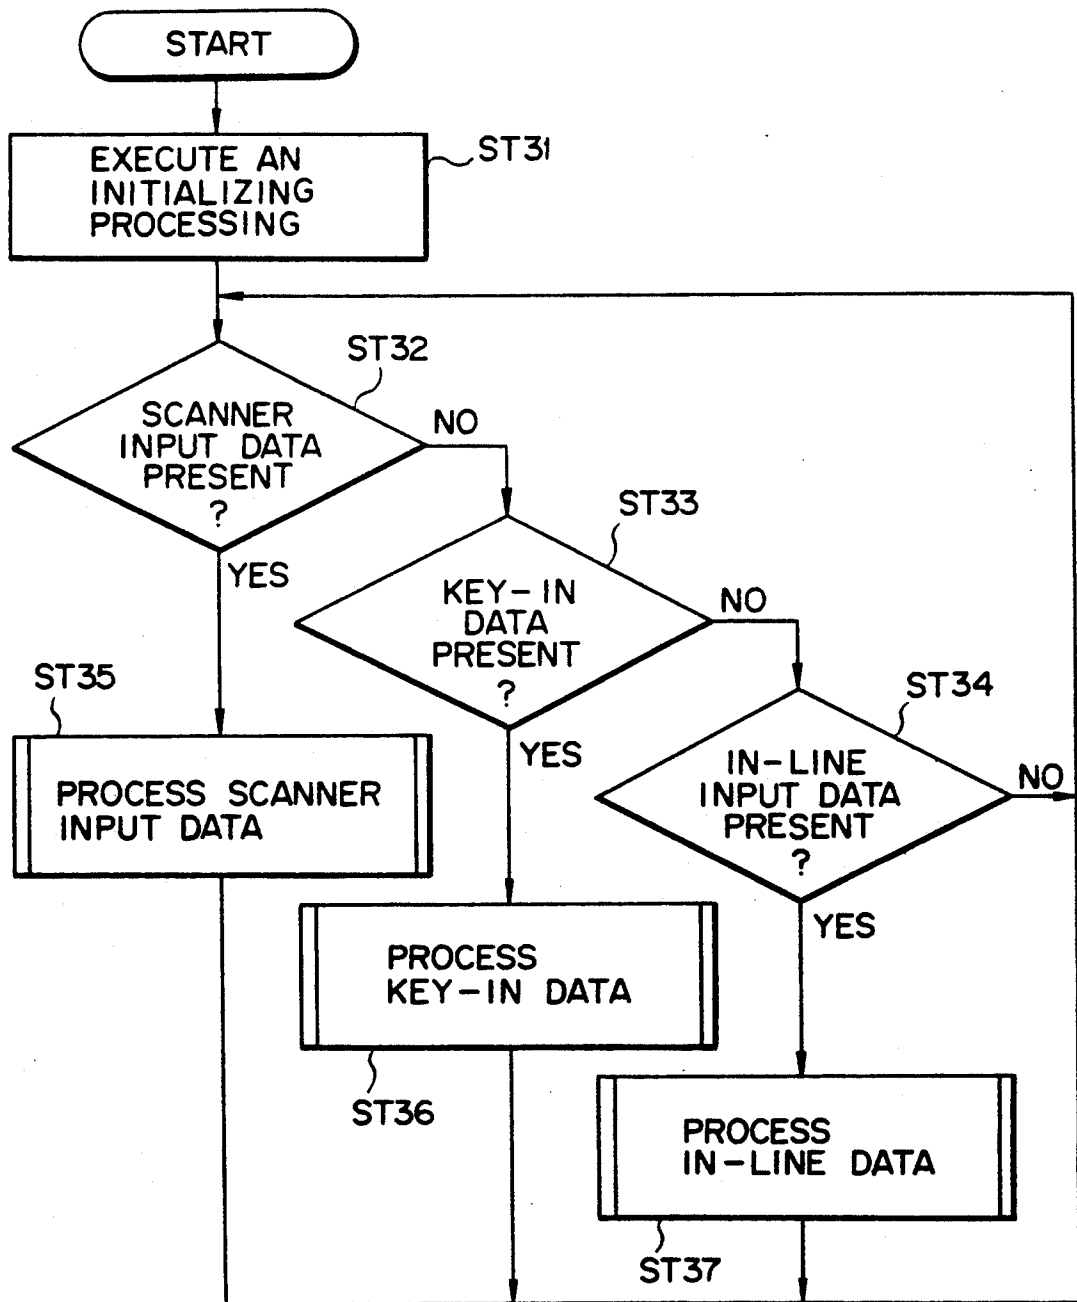 START
EXECUTE AN
INITIALIZING
PROCESSING
ST31
ST32
SCANNER
INPUT DATA
PRESENT
?
NO
YES
ST33
KEY-IN
DATA
PRESENT
?
NO
YES
ST34
IN-LINE
INPUT DATA
PRESENT
?
NO
YES
ST35
PROCESS SCANNER
INPUT DATA
PROCESS
KEY-IN DATA
ST36
PROCESS
IN-LINE DATA
ST37